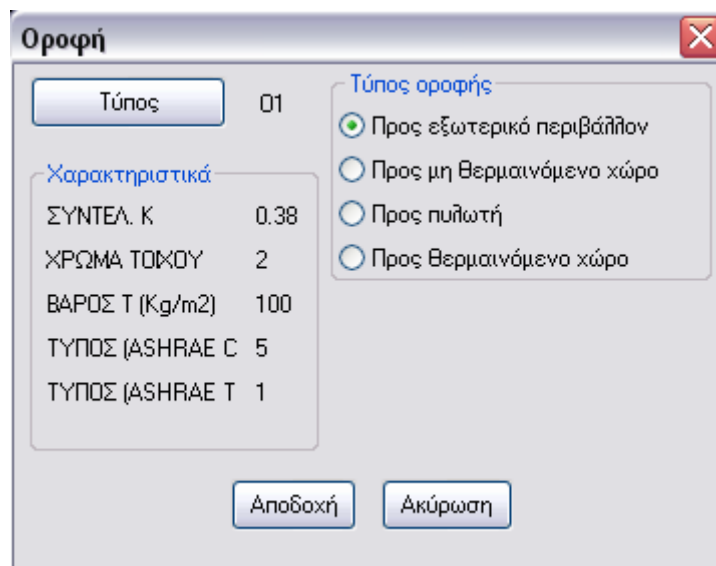 Οροφή
Τύπος Ο1
Χαρακτηριστικά
ΣΥΝΤΕΛ. Κ 0.38
ΧΡΩΜΑ ΤΟΙΧΟΥ 2
ΒΑΡΟΣ Τ (Kg/m2) 100
ΤΥΠΟΣ (ASHRAE C 5
ΤΥΠΟΣ (ASHRAE T 1
Τύπος οροφής
Προς εξωτερικό περιβάλλον
Προς μη θερμαινόμενο χώρο
Προς πυλωτή
Προς θερμαινόμενο χώρο
Αποδοχή Ακύρωση